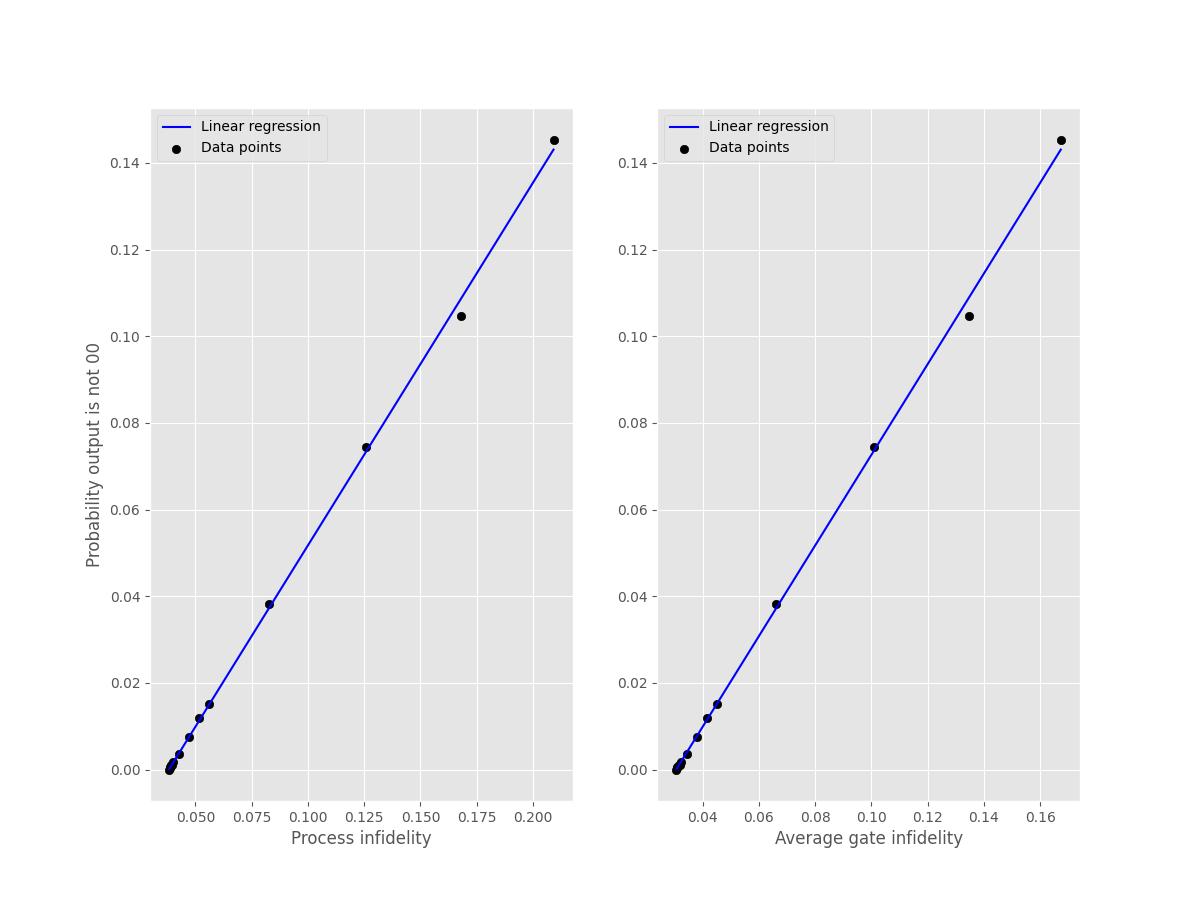 Linear regression
Data points
0.14
0.12
0.10
0.08
0.06
0.04
0.02
0.00
Probability output is not 00
0.050 0.075 0.100 0.125 0.150 0.175 0.200
Process infidelity
Linear regression
Data points
0.14
0.12
0.10
0.08
0.06
0.04
0.02
0.00
0.04 0.06 0.08 0.10 0.12 0.14 0.16
Average gate infidelity